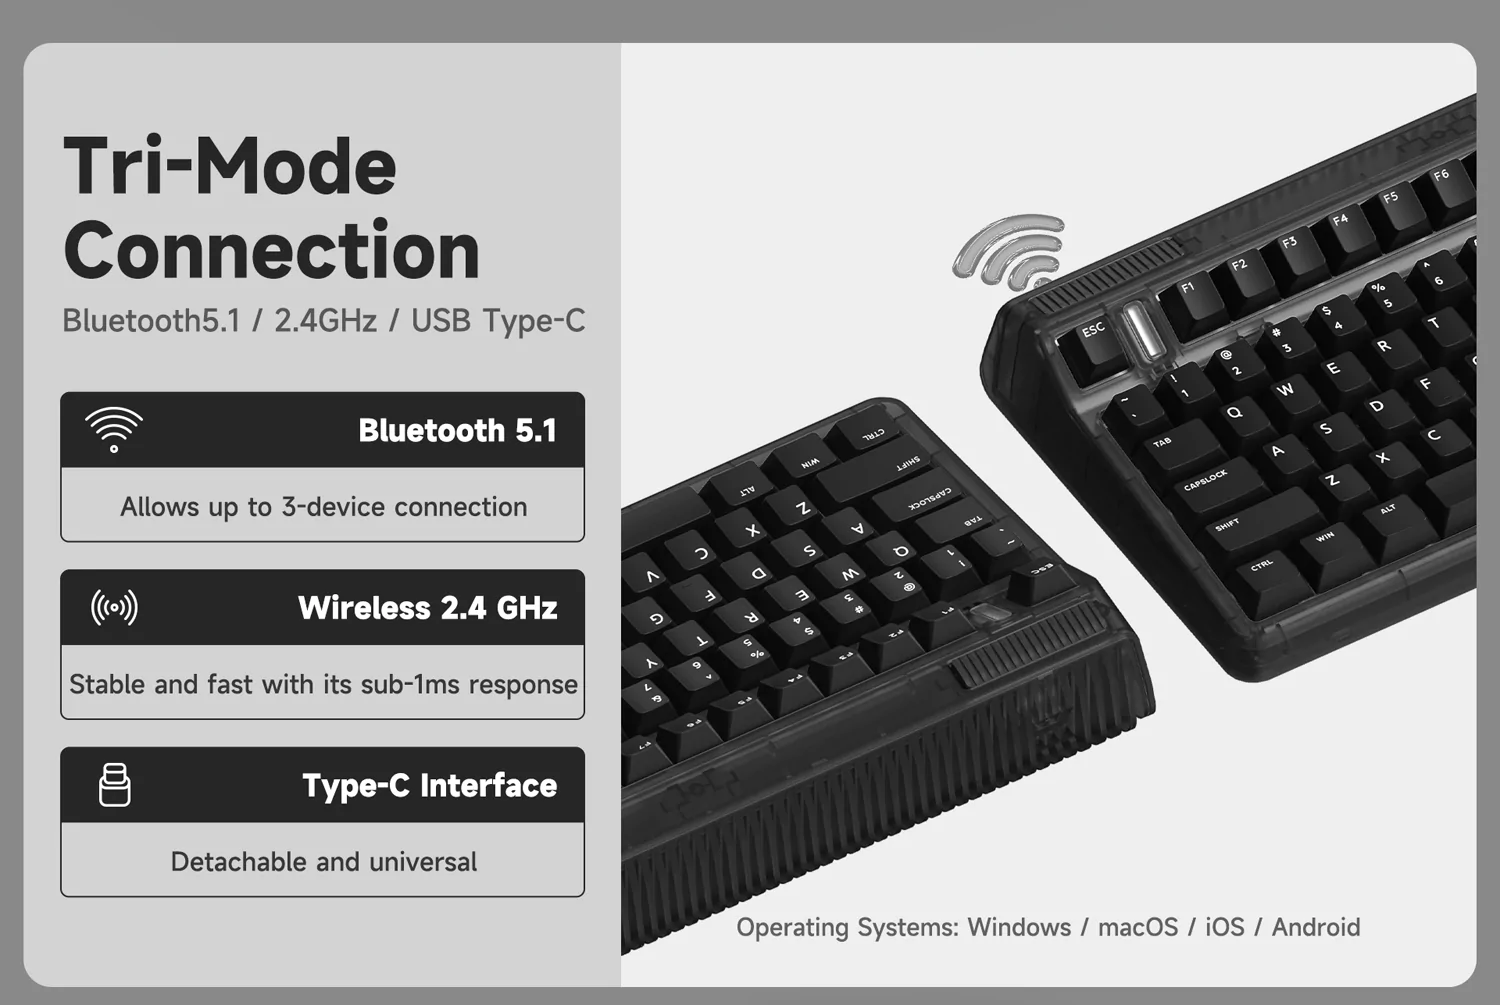 Tri-Mode
Connection
Bluetooth5.1 / 2.4GHz / USB Type-C
Bluetooth 5.1
Allows up to 3-device connection
Wireless 2.4 GHz
Stable and fast with its sub-1ms response
Type-C Interface
Detachable and universal
ESC F1 F2 F3 F4 F5 F6
~ ` ! 1 @ 2 # 3 $ 4 % 5 ^ 6
TAB Q W E R T
CAPSLOCK A S D F
SHIFT Z X C
CTRL WIN ALT
CTRL WIN ALT
SHIFT Z X C V
CAPSLOCK A S D F G
TAB Q W E R T Y
~ ! 1 @ 2 # 3 $ 4 % 5 ^ 6 & 7
ESC F1 F2 F3 F4 F5 F6 F7
Operating Systems: Windows / macOS / iOS / Android